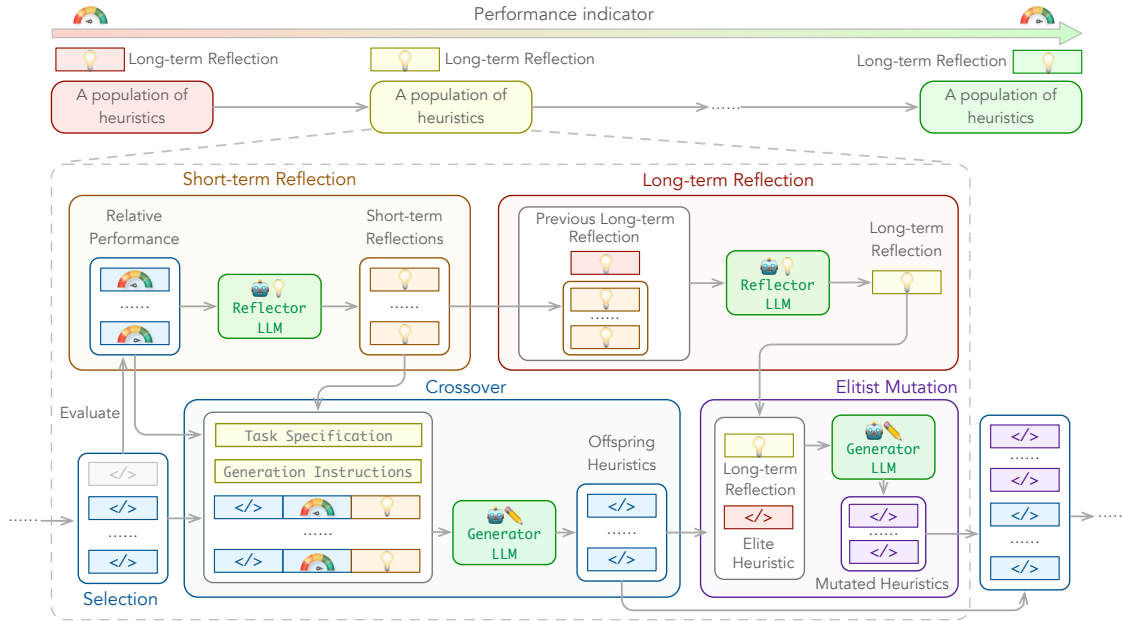 Performance indicator
Long-term Reflection
Long-term Reflection
Long-term Reflection
A population of
heuristics
A population of
heuristics
......
A population of
heuristics
Short-term Reflection
Long-term Reflection
Relative
Performance
......
Reflector
LLM
Short-term
Reflections
......
Previous Long-term
Reflection
......
Reflector
LLM
Long-term
Reflection
Evaluate
Crossover
Elitist Mutation
Task Specification
Generation Instructions
</>
</>
......
</>
</>
......
</>
Generator
LLM
Offspring
Heuristics
</>
......
</>
Long-term
Reflection
</>
Elite
Heuristic
Generator
LLM
</>
......
</>
Mutated Heuristics
</>
......
</>
</>
......
</>
......
......
</>
Selection
</>